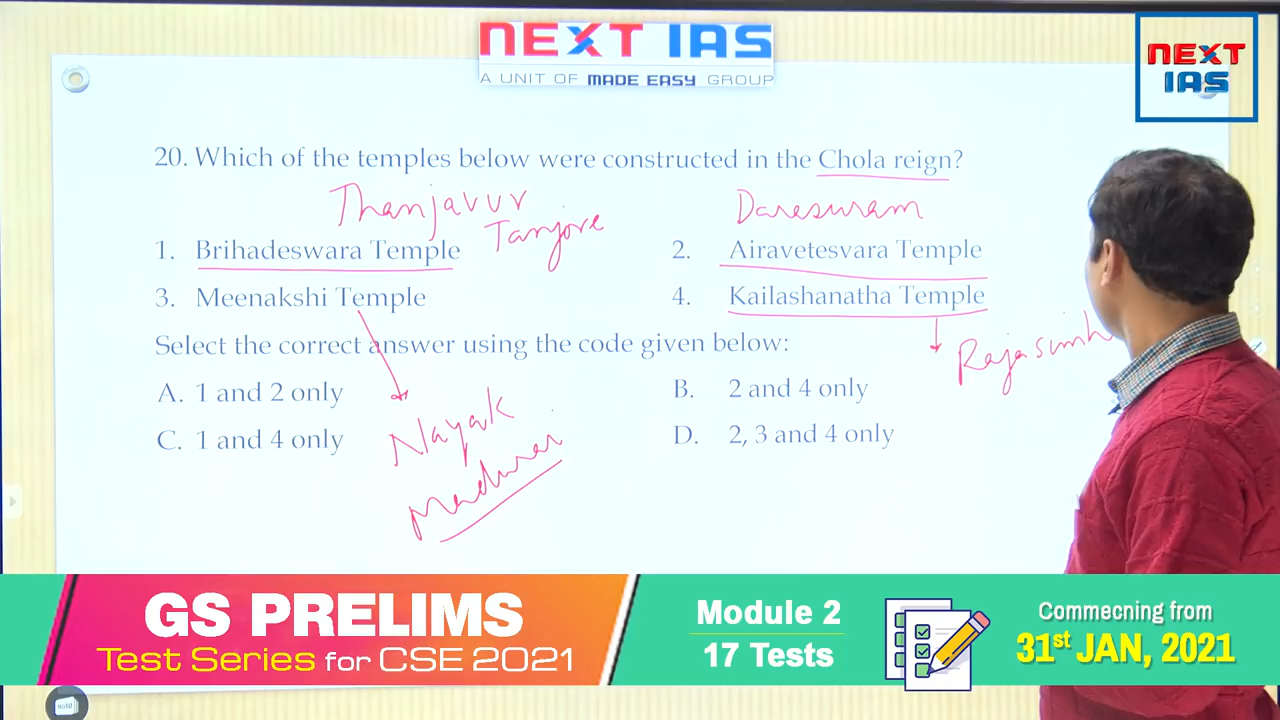 NEXT IAS
A UNIT OF MADE EASY GROUP
NEXT
IAS
20. Which of the temples below were constructed in the Chola reign?
Thanjavur
Tanjore
Daresuram
1. Brihadeswara Temple
2. Airavetesvara Temple
3. Meenakshi Temple
4. Kailashanatha Temple
Rajasimh
Select the correct answer using the code given below:
A. 1 and 2 only
B. 2 and 4 only
Nayak
C. 1 and 4 only
D. 2, 3 and 4 only
Madurai
GS PRELIMS
Test Series for CSE 2021
Module 2
17 Tests
Commecning from
31st JAN, 2021
Note